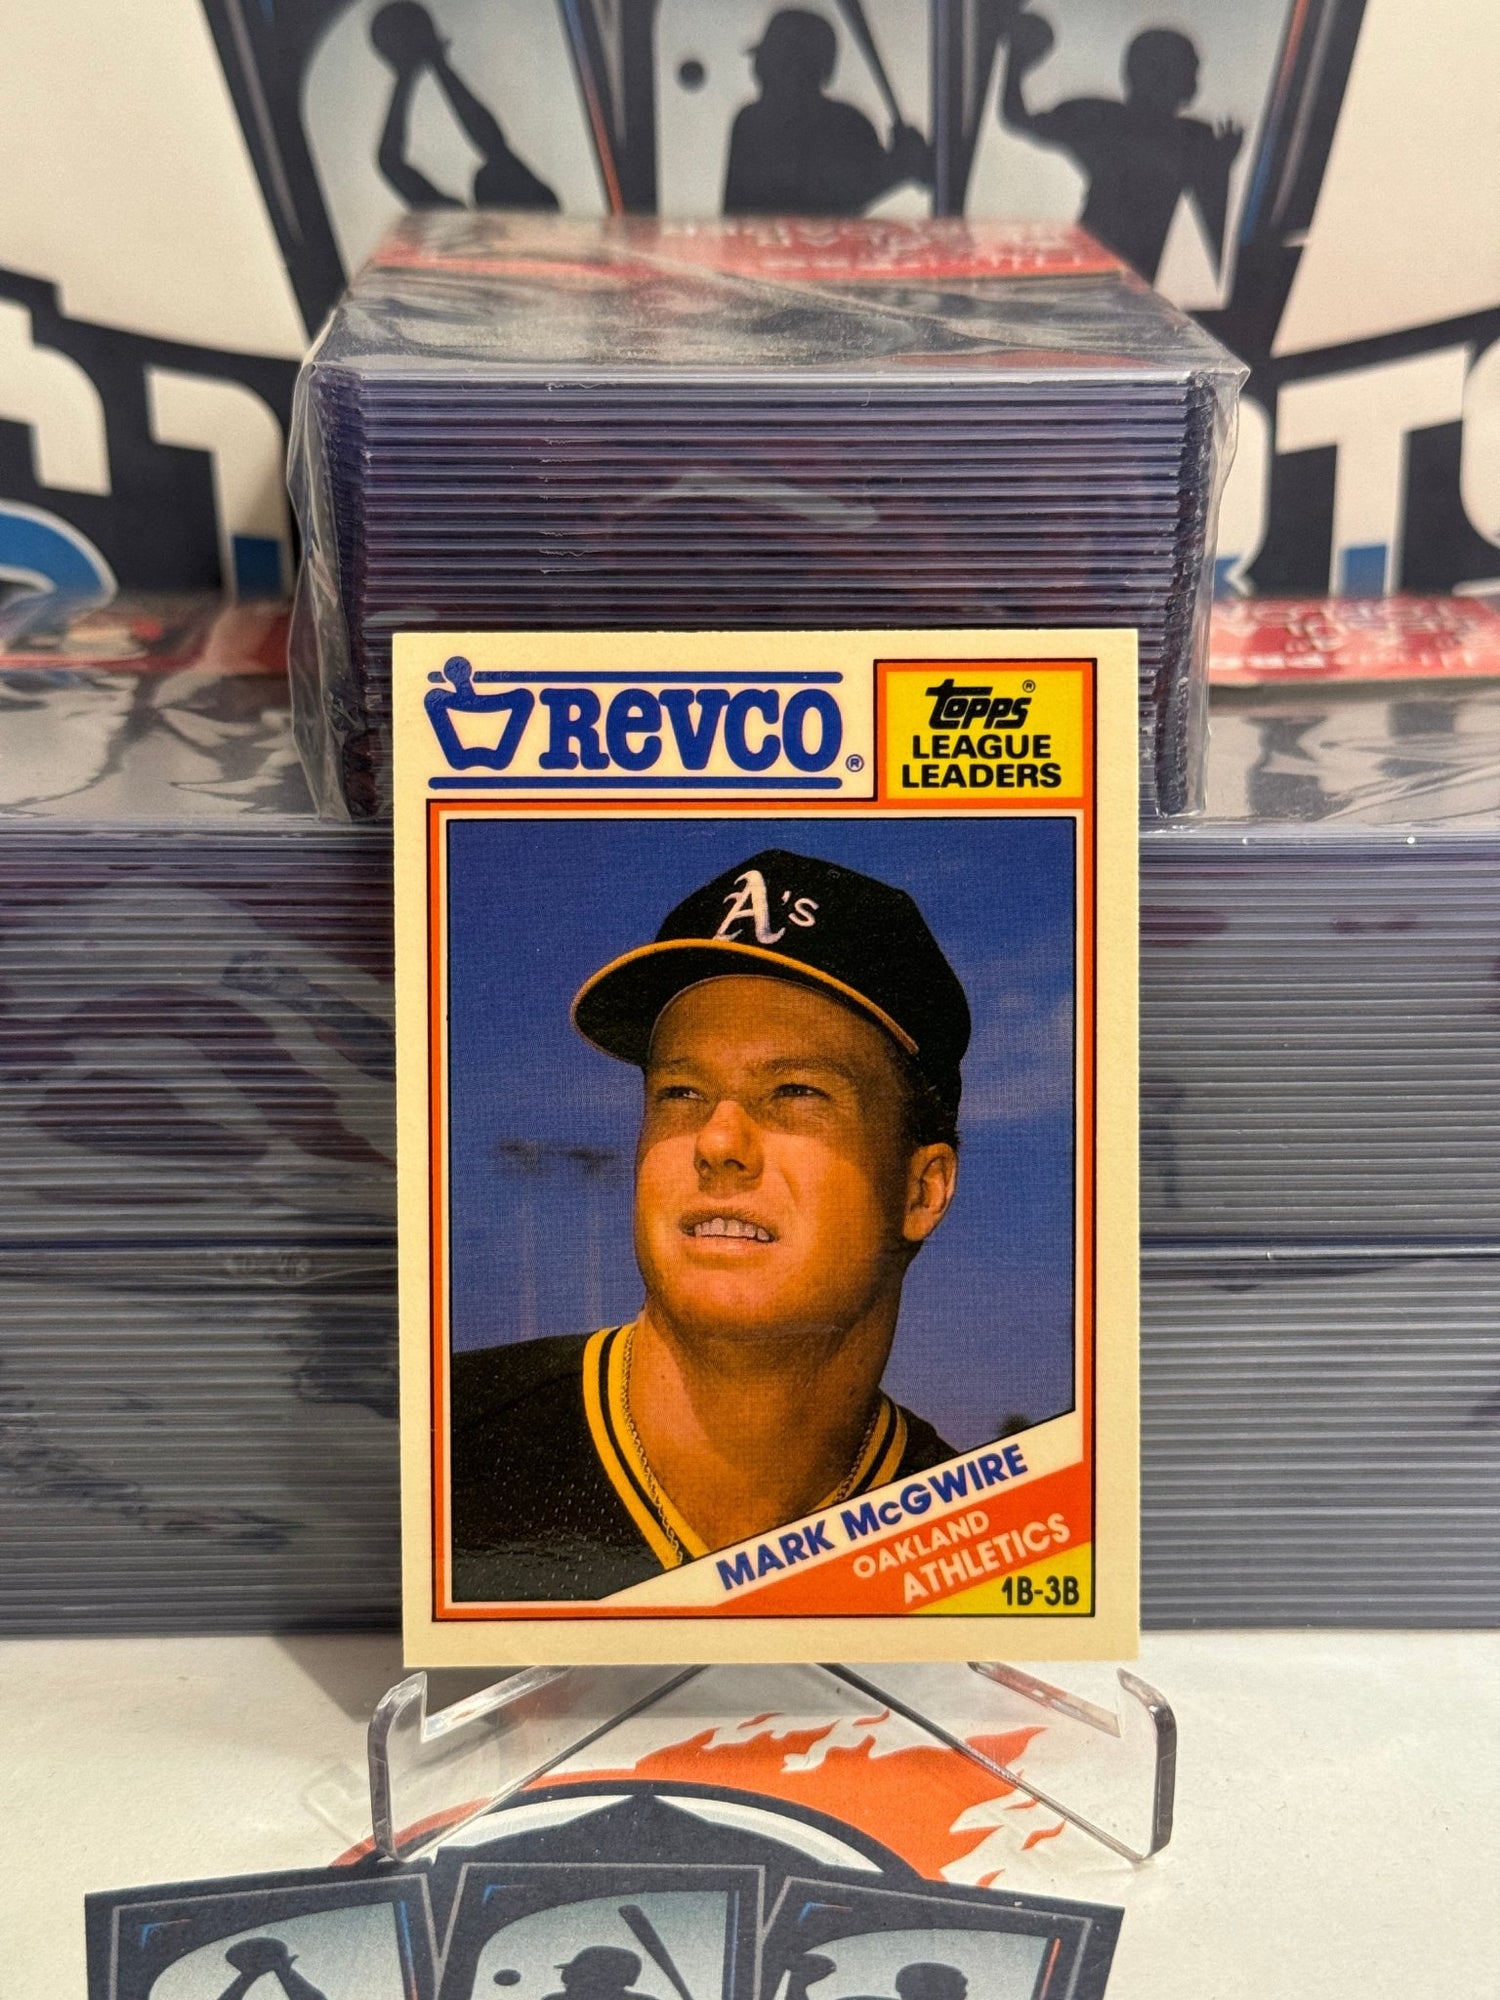 REVCO®
topps®
LEAGUE
LEADERS
A's
MARK McGWIRE
OAKLAND
ATHLETICS
1B-3B